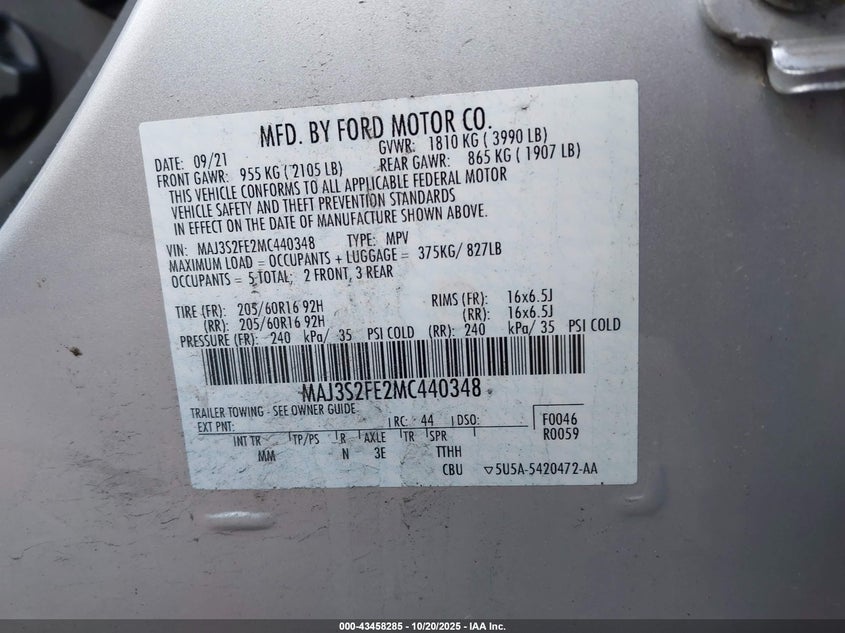 MFD. BY FORD MOTOR CO.
DATE: 09/21 GVWR: 1810 KG ( 3990 LB)
FRONT GAWR: 955 KG ( 2105 LB) REAR GAWR: 865 KG ( 1907 LB)
THIS VEHICLE CONFORMS TO ALL APPLICABLE FEDERAL MOTOR
VEHICLE SAFETY AND THEFT PREVENTION STANDARDS
IN EFFECT ON THE DATE OF MANUFACTURE SHOWN ABOVE.
VIN: MAJ3S2FE2MC440348 TYPE: MPV
MAXIMUM LOAD = OCCUPANTS + LUGGAGE = 375KG/ 827LB
OCCUPANTS = 5 TOTAL: 2 FRONT, 3 REAR
TIRE (FR): 205/60R16 92H RIMS (FR): 16x6.5J
(RR): 205/60R16 92H (RR): 16x6.5J
PRESSURE (FR): 240 kPa/ 35 PSI COLD (RR): 240 kPa/ 35 PSI COLD
MAJ3S2FE2MC440348
TRAILER TOWING - SEE OWNER GUIDE
EXT PNT: RC: 44 DSO: F0046
INT TR TP/PS R AXLE TR SPR R0059
MM N 3E TTHH
CBU ▽5U5A-5420472-AA
000-43458285 - 10/20/2025 - IAA Inc.